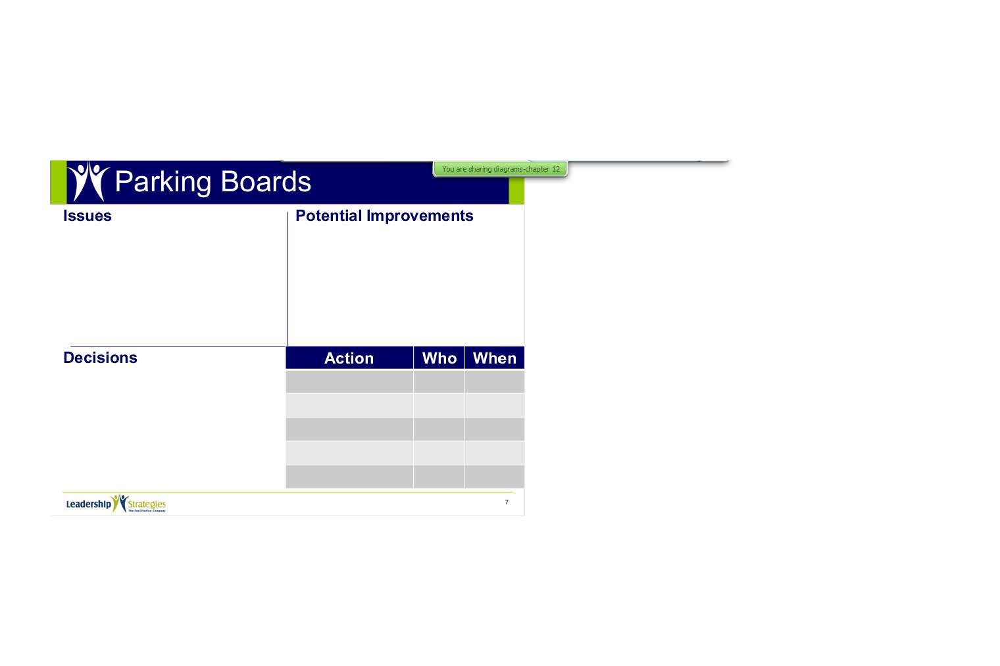 You are sharing diagrams-chapter 12
Parking Boards
Issues
Potential Improvements
Decisions
Action Who When
Leadership Strategies
The Facilitation Company
7